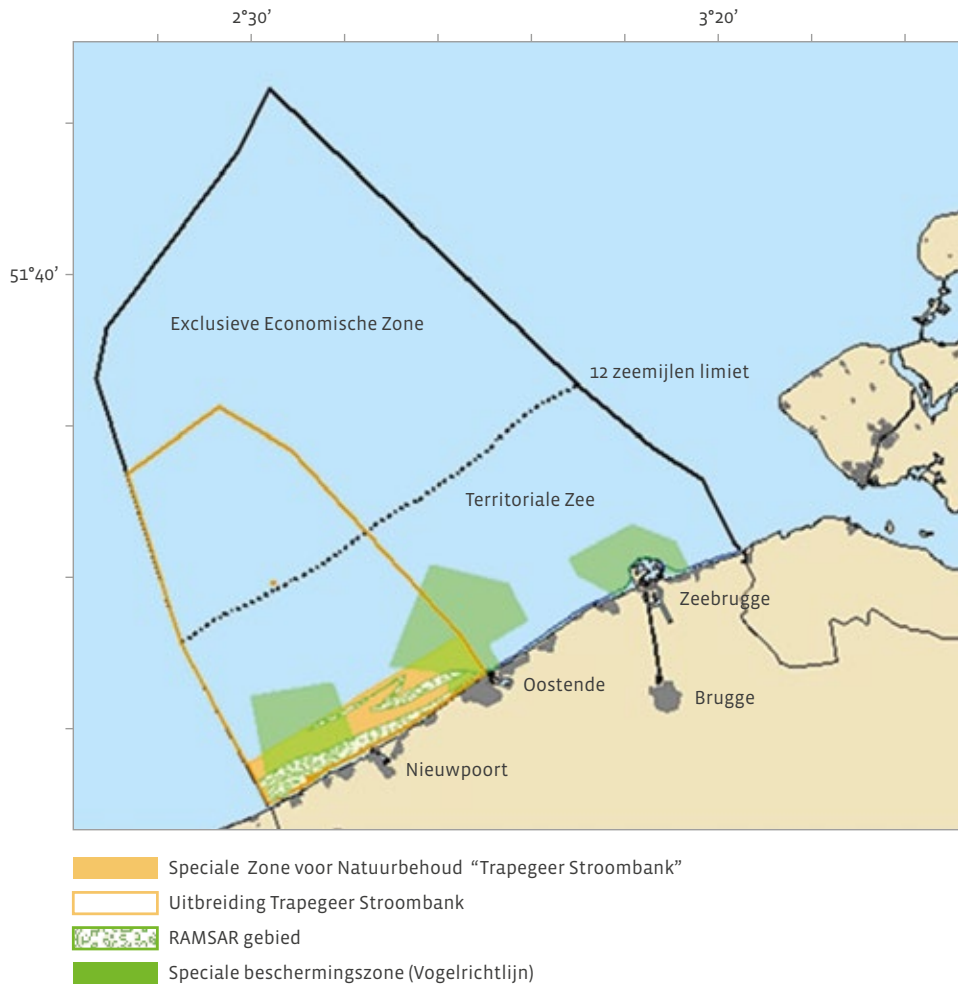 2°30’ 3°20’
51°40’
Exclusieve Economische Zone
12 zeemijlen limiet
Territoriale Zee
Zeebrugge
Oostende
Brugge
Nieuwpoort
Speciale Zone voor Natuurbehoud “Trapegeer Stroombank”
Uitbreiding Trapegeer Stroombank
RAMSAR gebied
Speciale beschermingszone (Vogelrichtlijn)